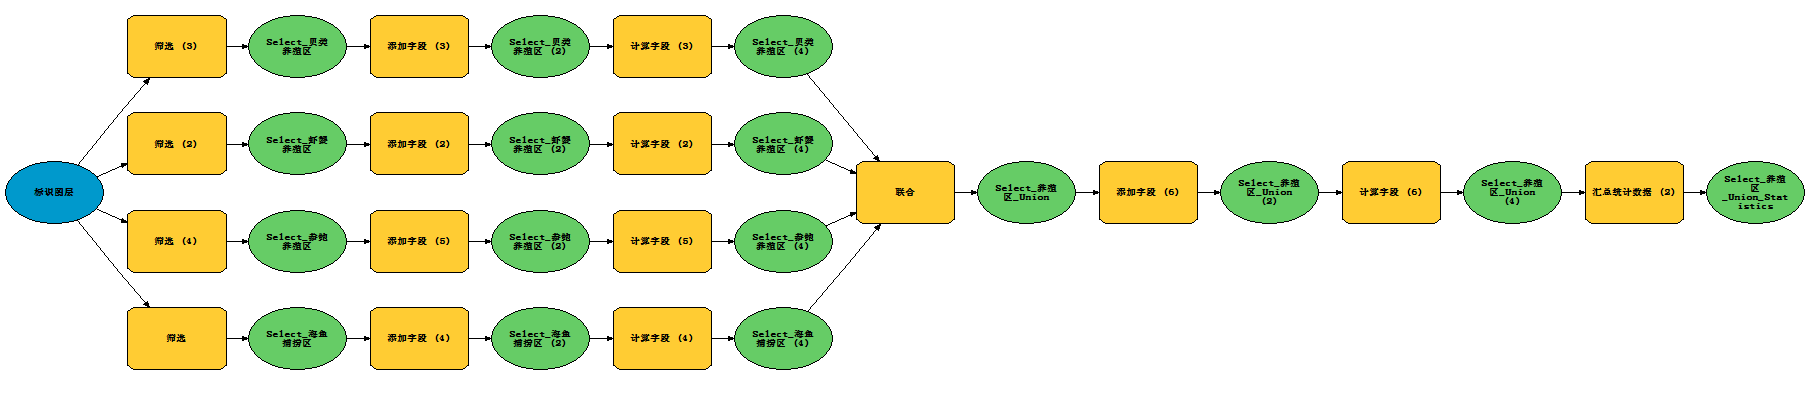 筛选 (3)
Select_贝类
养殖区
添加字段 (3)
Select_贝类
养殖区 (2)
计算字段 (3)
Select_贝类
养殖区 (4)
筛选 (2)
Select_虾蟹
养殖区
添加字段 (2)
Select_虾蟹
养殖区 (2)
计算字段 (2)
Select_虾蟹
养殖区 (4)
标识图层
联合
Select_养殖
区_Union
添加字段 (6)
Select_养殖
区_Union
(2)
计算字段 (6)
Select_养殖
区_Union
(4)
汇总统计数据 (2)
Select_养殖
区
_Union_Stat
istics
筛选 (4)
Select_参鲍
养殖区
添加字段 (5)
Select_参鲍
养殖区 (2)
计算字段 (5)
Select_参鲍
养殖区 (4)
筛选
Select_海鱼
捕捞区
添加字段 (4)
Select_海鱼
捕捞区 (2)
计算字段 (4)
Select_海鱼
捕捞区 (4)